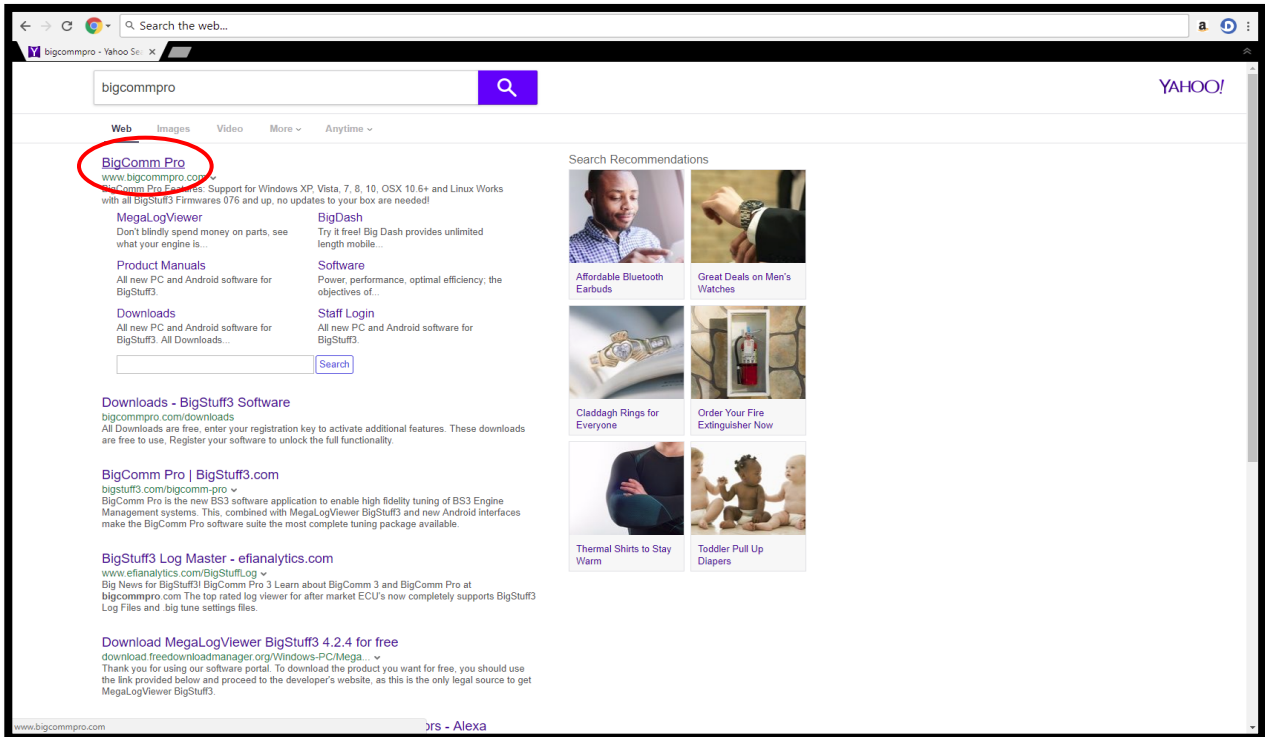 Search the web...
bigcommpro - Yahoo Se
bigcommpro
YAHOO!
Web Images Video More Anytime
BigComm Pro
www.bigcommpro.com
BigComm Pro Features: Support for Windows XP, Vista, 7, 8, 10, OSX 10.6+ and Linux Works
with all BigStuff3 Firmwares 076 and up, no updates to your box are needed!
MegaLogViewer
Don't blindly spend money on parts, see
what your engine is...
BigDash
Try it free! Big Dash provides unlimited
length mobile...
Product Manuals
All new PC and Android software for
BigStuff3.
Software
Power, performance, optimal efficiency; the
objectives of...
Downloads
All new PC and Android software for
BigStuff3. All Downloads...
Staff Login
All new PC and Android software for
BigStuff3.
Search
Downloads - BigStuff3 Software
bigcommpro.com/downloads
All Downloads are free, enter your registration key to activate additional features. These downloads
are free to use, Register your software to unlock the full functionality.
BigComm Pro | BigStuff3.com
bigstuff3.com/bigcomm-pro
BigComm Pro is the new BS3 software application to enable high fidelity tuning of BS3 Engine
Management systems. This, combined with MegaLogViewer BigStuff3 and new Android interfaces
make the BigComm Pro software suite the most complete tuning package available.
BigStuff3 Log Master - efianalytics.com
www.efianalytics.com/BigStuffLog
Big News for BigStuff3! BigComm Pro 3 Learn about BigComm 3 and BigComm Pro at
bigcommpro.com The top rated log viewer for after market ECU's now completely supports BigStuff3
Log Files and .big tune settings files.
Download MegaLogViewer BigStuff3 4.2.4 for free
download.freedownloadmanager.org/Windows-PC/Mega...
Thank you for using our software portal. To download the product you want for free, you should use
the link provided below and proceed to the developer's website, as this is the only legal source to get
MegaLogViewer BigStuff3.
www.bigcommpro.com
ors - Alexa
Search Recommendations
Affordable Bluetooth
Earbuds
Great Deals on Men's
Watches
Claddagh Rings for
Everyone
Order Your Fire
Extinguisher Now
Thermal Shirts to Stay
Warm
Toddler Pull Up
Diapers